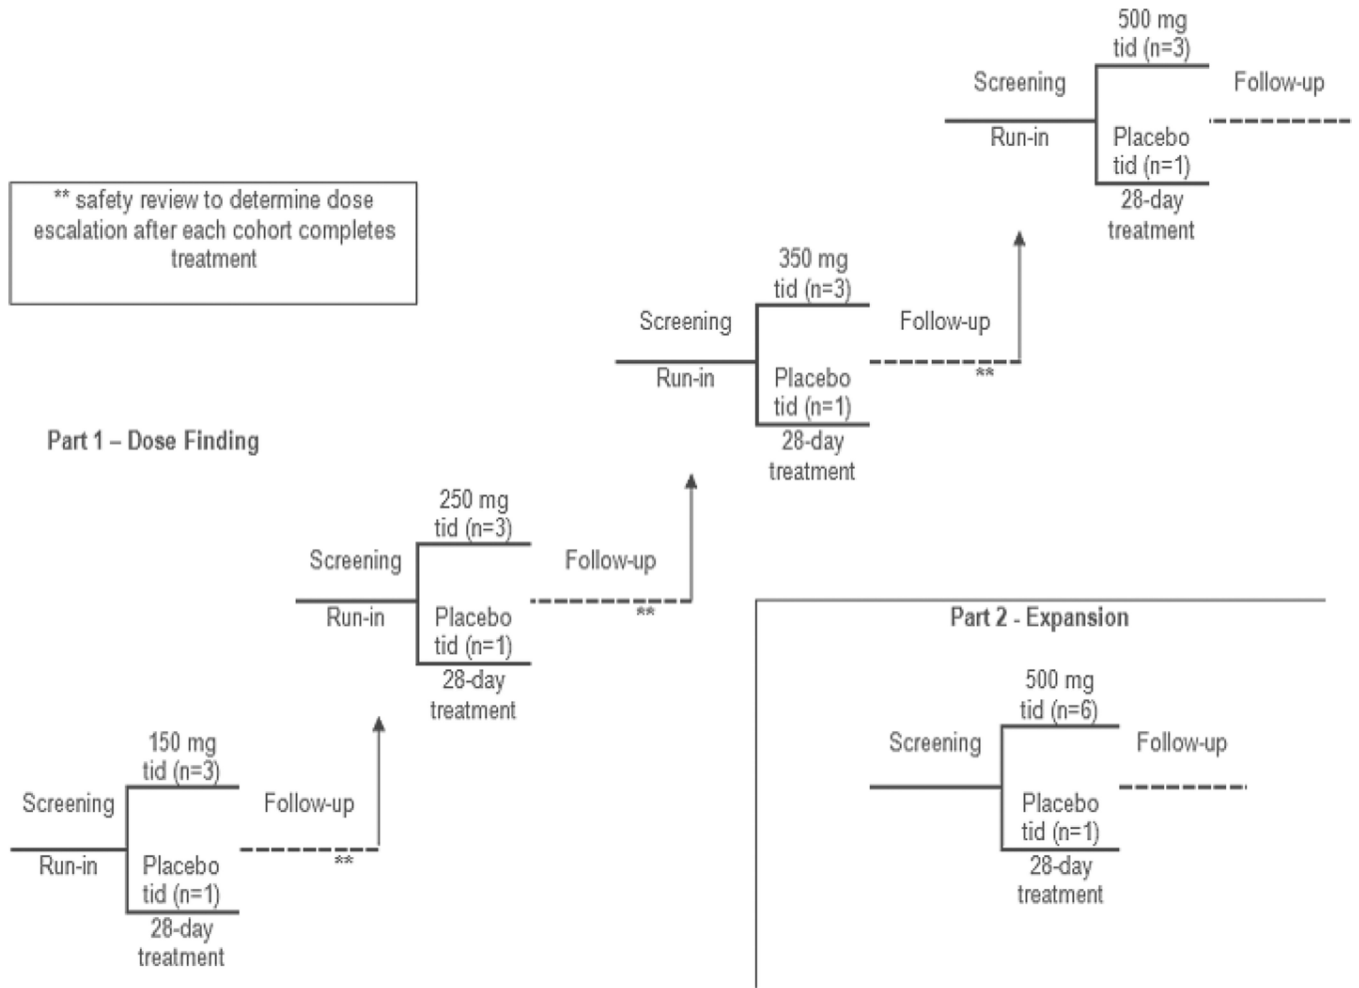 500 mg
tid (n=3)
Screening
Follow-up
Run-in
Placebo
tid (n=1)
28-day
treatment
** safety review to determine dose
escalation after each cohort completes
treatment
350 mg
tid (n=3)
Screening
Follow-up
Run-in
**
Placebo
tid (n=1)
28-day
treatment
Part 1 – Dose Finding
250 mg
tid (n=3)
Screening
Follow-up
Run-in
**
Placebo
tid (n=1)
28-day
treatment
Part 2 - Expansion
500 mg
tid (n=6)
Screening
Follow-up
Placebo
tid (n=1)
28-day
treatment
150 mg
tid (n=3)
Screening
Follow-up
Run-in
**
Placebo
tid (n=1)
28-day
treatment